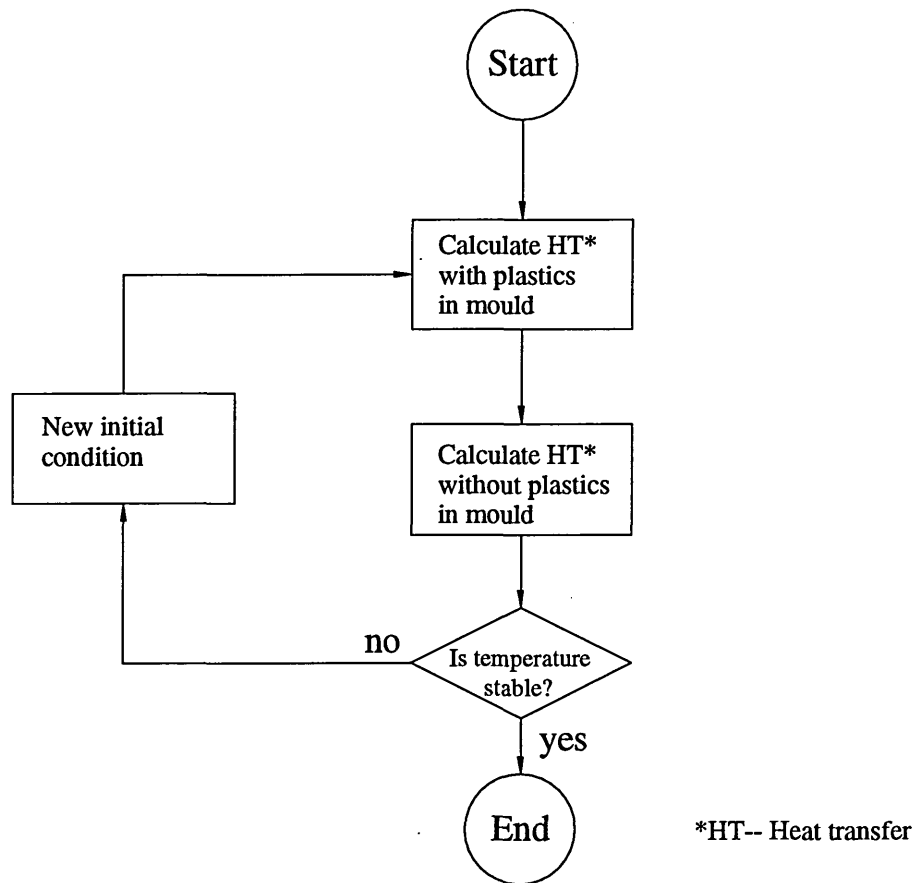 Start
Calculate HT*
with plastics
in mould
New initial
condition
Calculate HT*
without plastics
in mould
no
Is temperature
stable?
yes
End
*HT-- Heat transfer